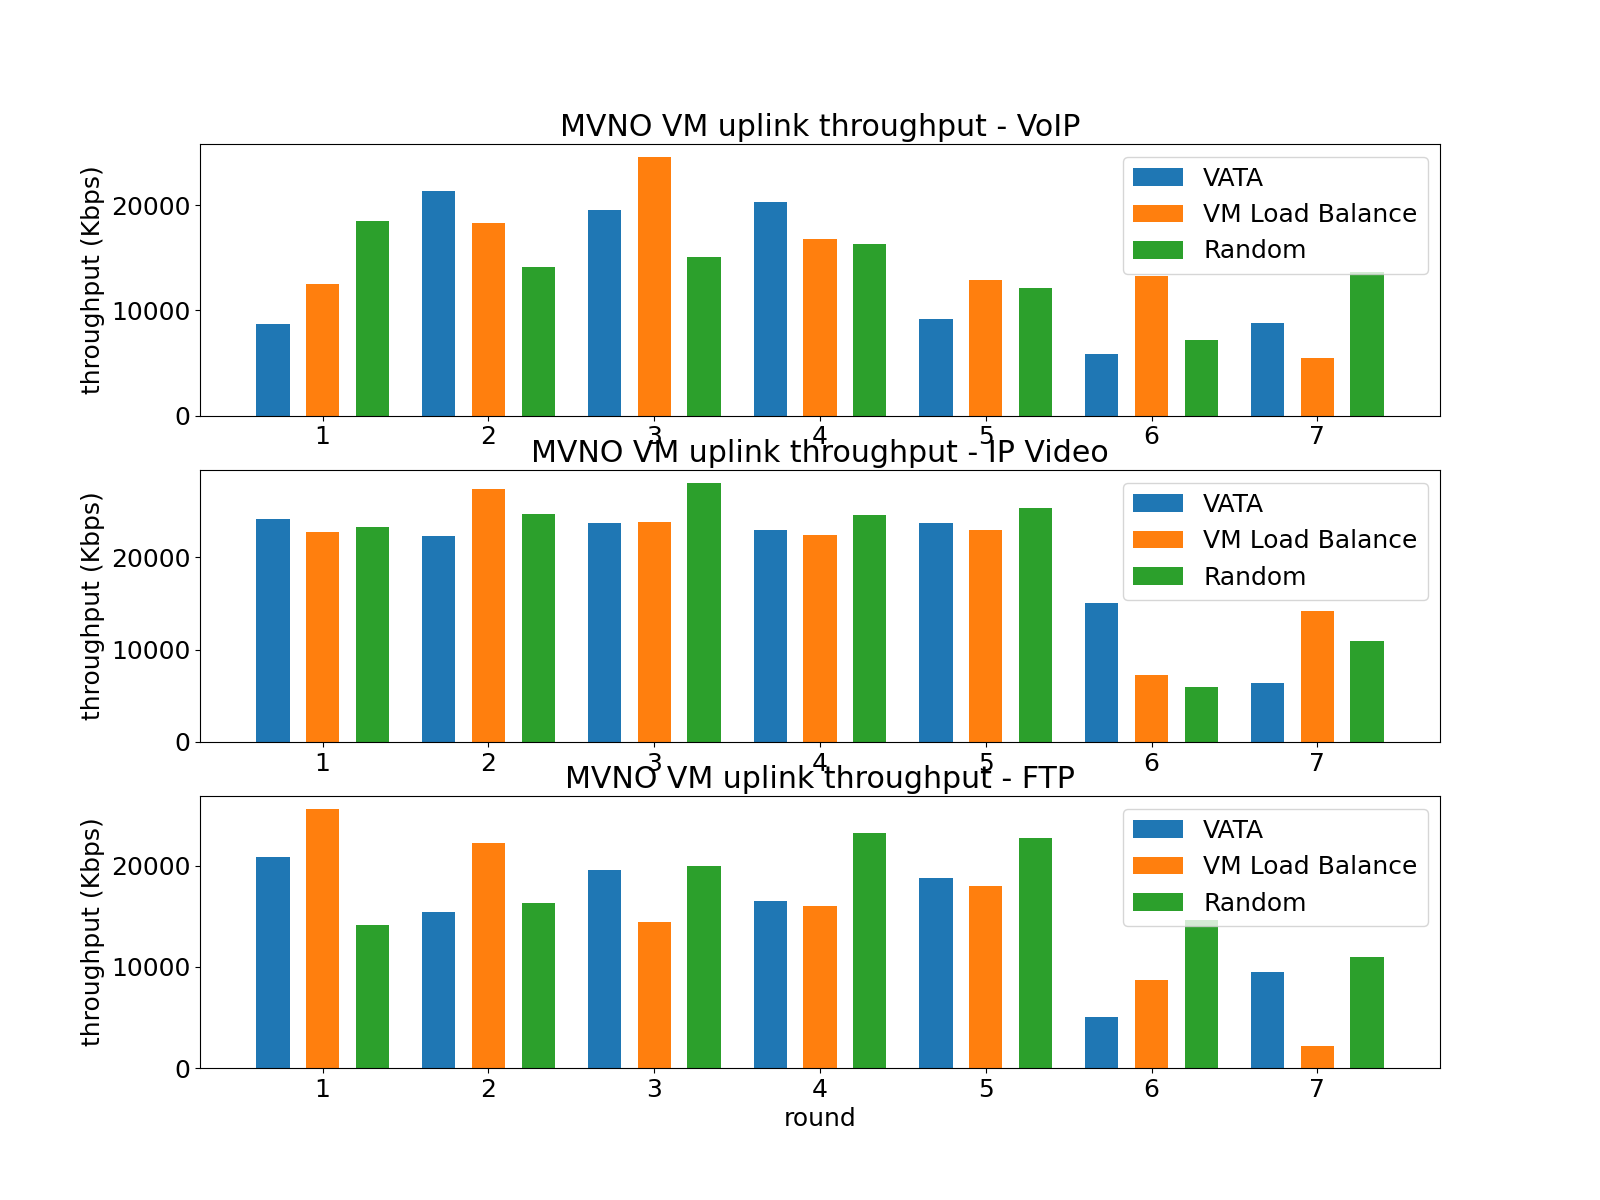 MVNO VM uplink throughput - VoIP
throughput (Kbps)
20000
10000
0
VATA
VM Load Balance
Random
1 2 3 4 5 6 7
MVNO VM uplink throughput - IP Video
throughput (Kbps)
20000
10000
0
VATA
VM Load Balance
Random
1 2 3 4 5 6 7
MVNO VM uplink throughput - FTP
throughput (Kbps)
20000
10000
0
VATA
VM Load Balance
Random
1 2 3 4 5 6 7
round